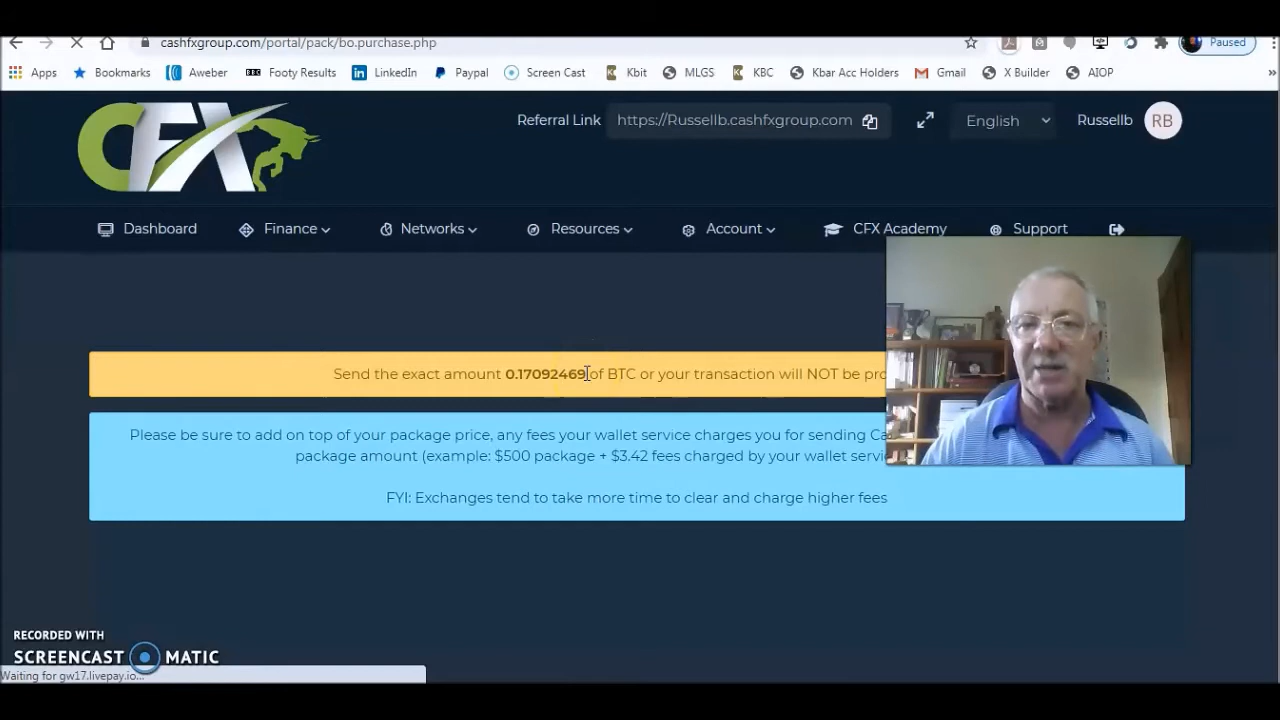 cashfxgroup.com/portal/pack/bo.purchase.php
Paused
Apps Bookmarks Aweber BBC Footy Results LinkedIn Paypal Screen Cast Kbit MLGS KBC Kbar Acc Holders Gmail X Builder AIOP
CFX
Referral Link https://Russellb.cashfxgroup.com English Russellb RB
Dashboard Finance Networks Resources Account CFX Academy Support
Send the exact amount 0.17092469 of BTC or your transaction will NOT be
Please be sure to add on top of your package price, any fees your wallet service charges you for sending
package amount (example: $500 package + $3.42 fees charged by your wallet
FYI: Exchanges tend to take more time to clear and charge higher fees
RECORDED WITH
SCREENCAST MATIC
Waiting for gw17.livepay.io...